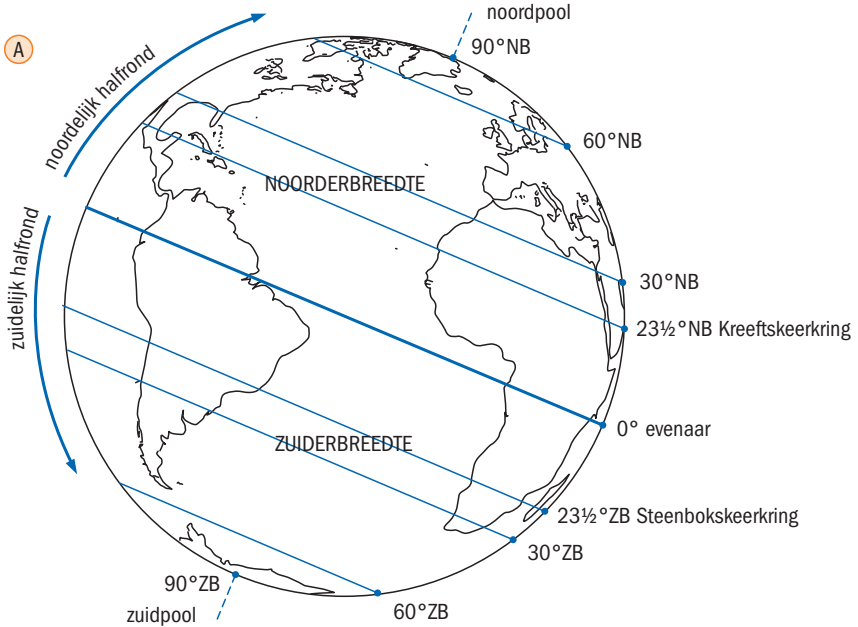 A
noordpool
90°NB
noordelijk halfrond
60°NB
NOORDERBREEDTE
zuidelijk halfrond
30°NB
23½°NB Kreeftskeerkring
0° evenaar
ZUIDERBREEDTE
23½°ZB Steenbokskeerkring
30°ZB
90°ZB
60°ZB
zuidpool